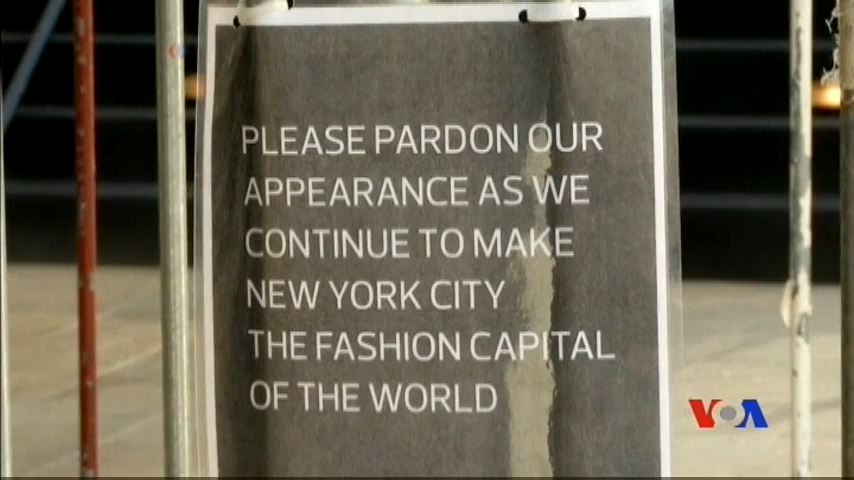 PLEASE PARDON OUR
APPEARANCE AS WE
CONTINUE TO MAKE
NEW YORK CITY
THE FASHION CAPITAL
OF THE WORLD
VOA